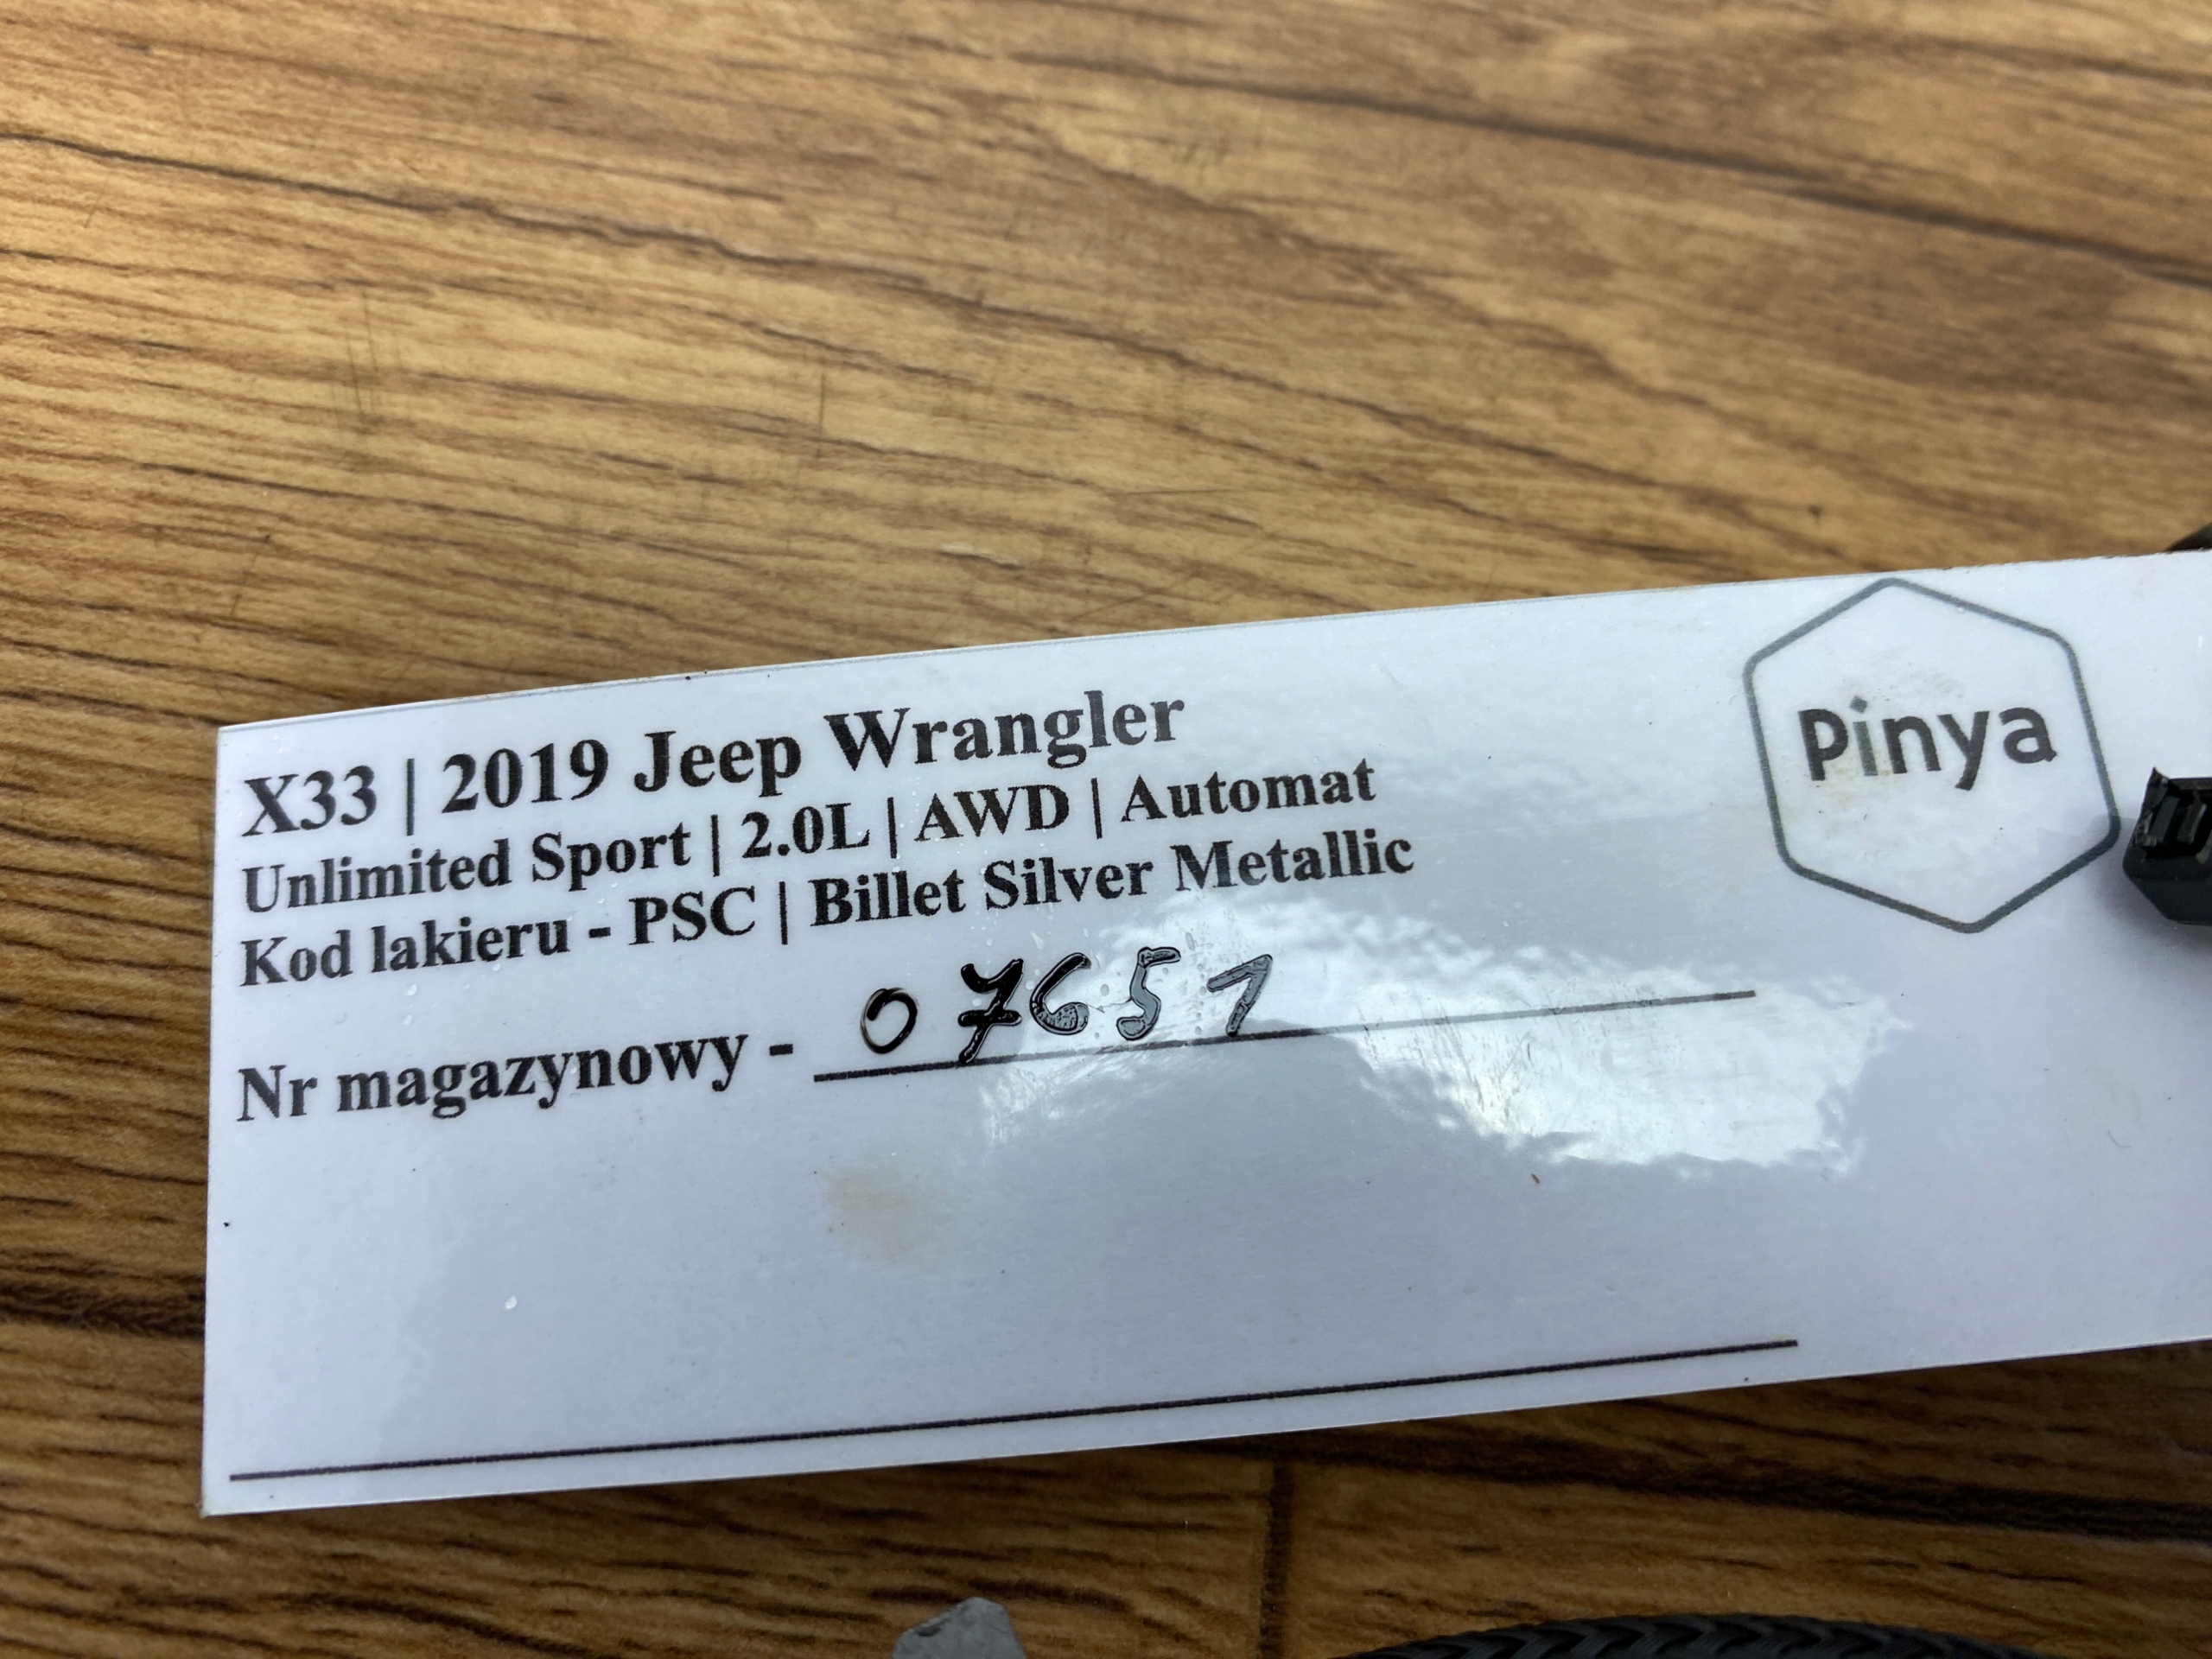 X33 | 2019 Jeep Wrangler
Unlimited Sport | 2.0L | AWD | Automat
Kod lakieru - PSC | Billet Silver Metallic
Nr magazynowy - 07651
Pinya